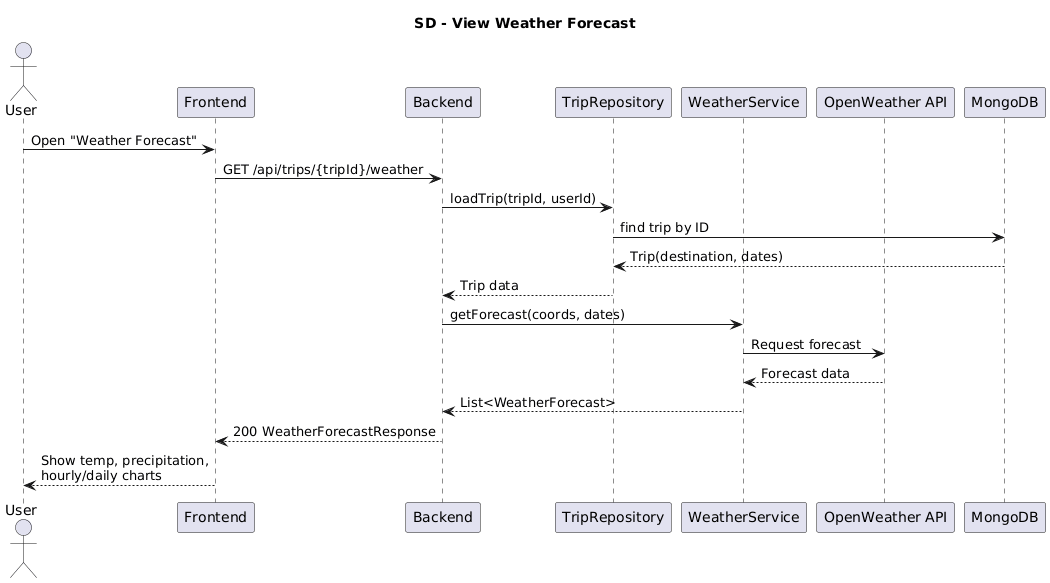 SD - View Weather Forecast
User
Frontend
Backend
TripRepository
WeatherService
OpenWeather API
MongoDB
Open "Weather Forecast"
GET /api/trips/{tripId}/weather
loadTrip(tripId, userId)
find trip by ID
Trip(destination, dates)
Trip data
getForecast(coords, dates)
Request forecast
Forecast data
List<WeatherForecast>
200 WeatherForecastResponse
Show temp, precipitation,
hourly/daily charts
User
Frontend
Backend
TripRepository
WeatherService
OpenWeather API
MongoDB